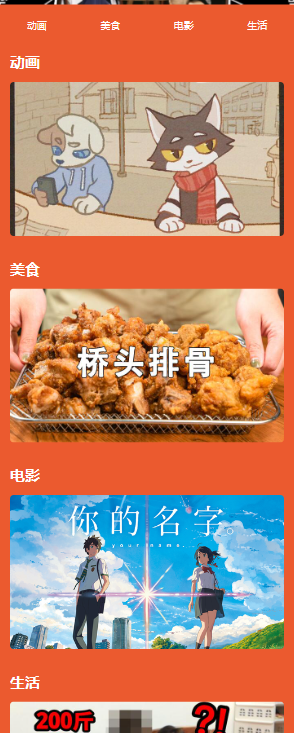 动画 美食 电影 生活
动画
美食
桥头排骨
电影
你的名字。
your name.
生活
200斤
?!